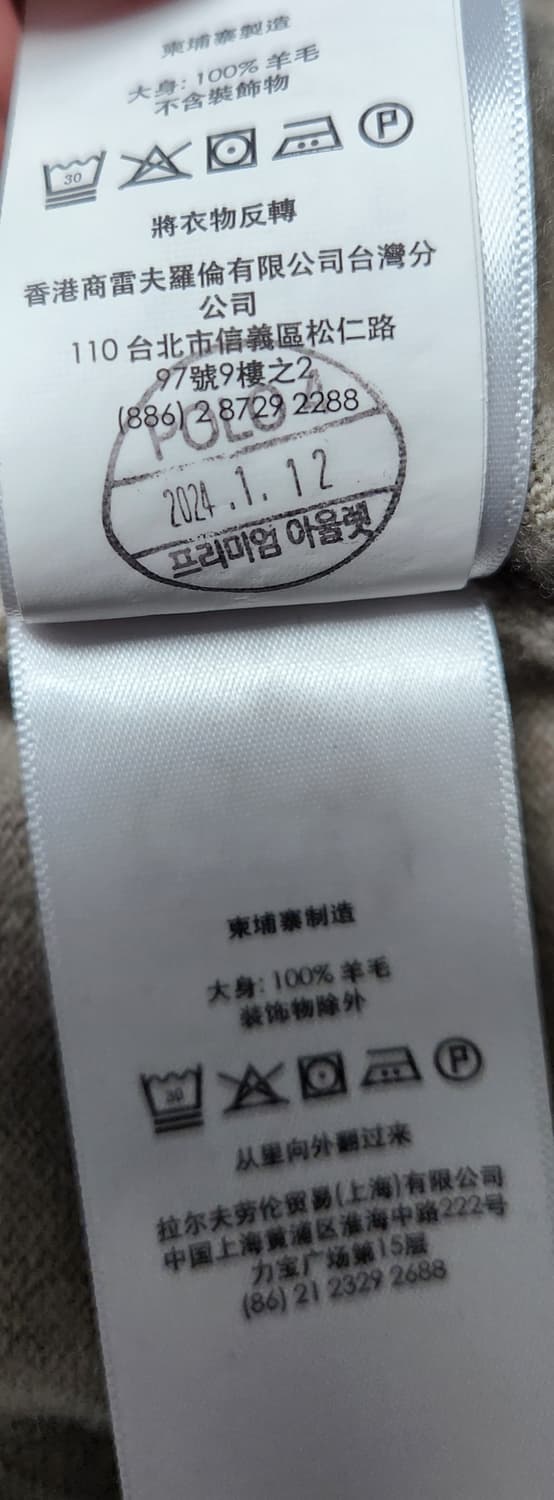 柬埔寨製造
大身: 100% 羊毛
不含裝飾物
30
P
將衣物反轉
香港商雷夫羅倫有限公司台灣分
公司
110 台北市信義區松仁路
97號9樓之2
(886) 2 8729 2288
POLO 4
2024.1.12
프리미엄 아울렛
柬埔寨制造
大身: 100% 羊毛
装饰物除外
30
P
从里向外翻过来
拉尔夫劳伦贸易(上海)有限公司
中国上海黄浦区淮海中路222号
力宝广场第15层
(86) 21 2329 2688